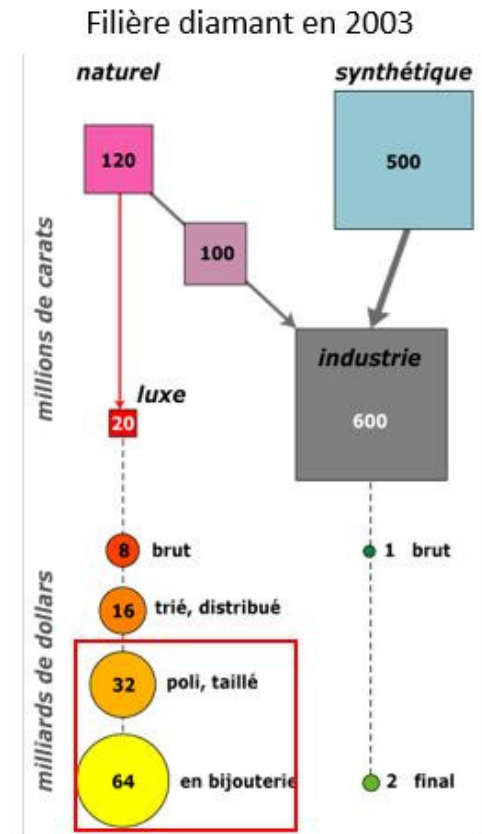 Filière diamant en 2003
naturel
synthétique
120
500
100
millions de carats
industrie
luxe
20
600
8 brut
1 brut
16 trié, distribué
milliards de dollars
32 poli, taillé
64 en bijouterie
2 final